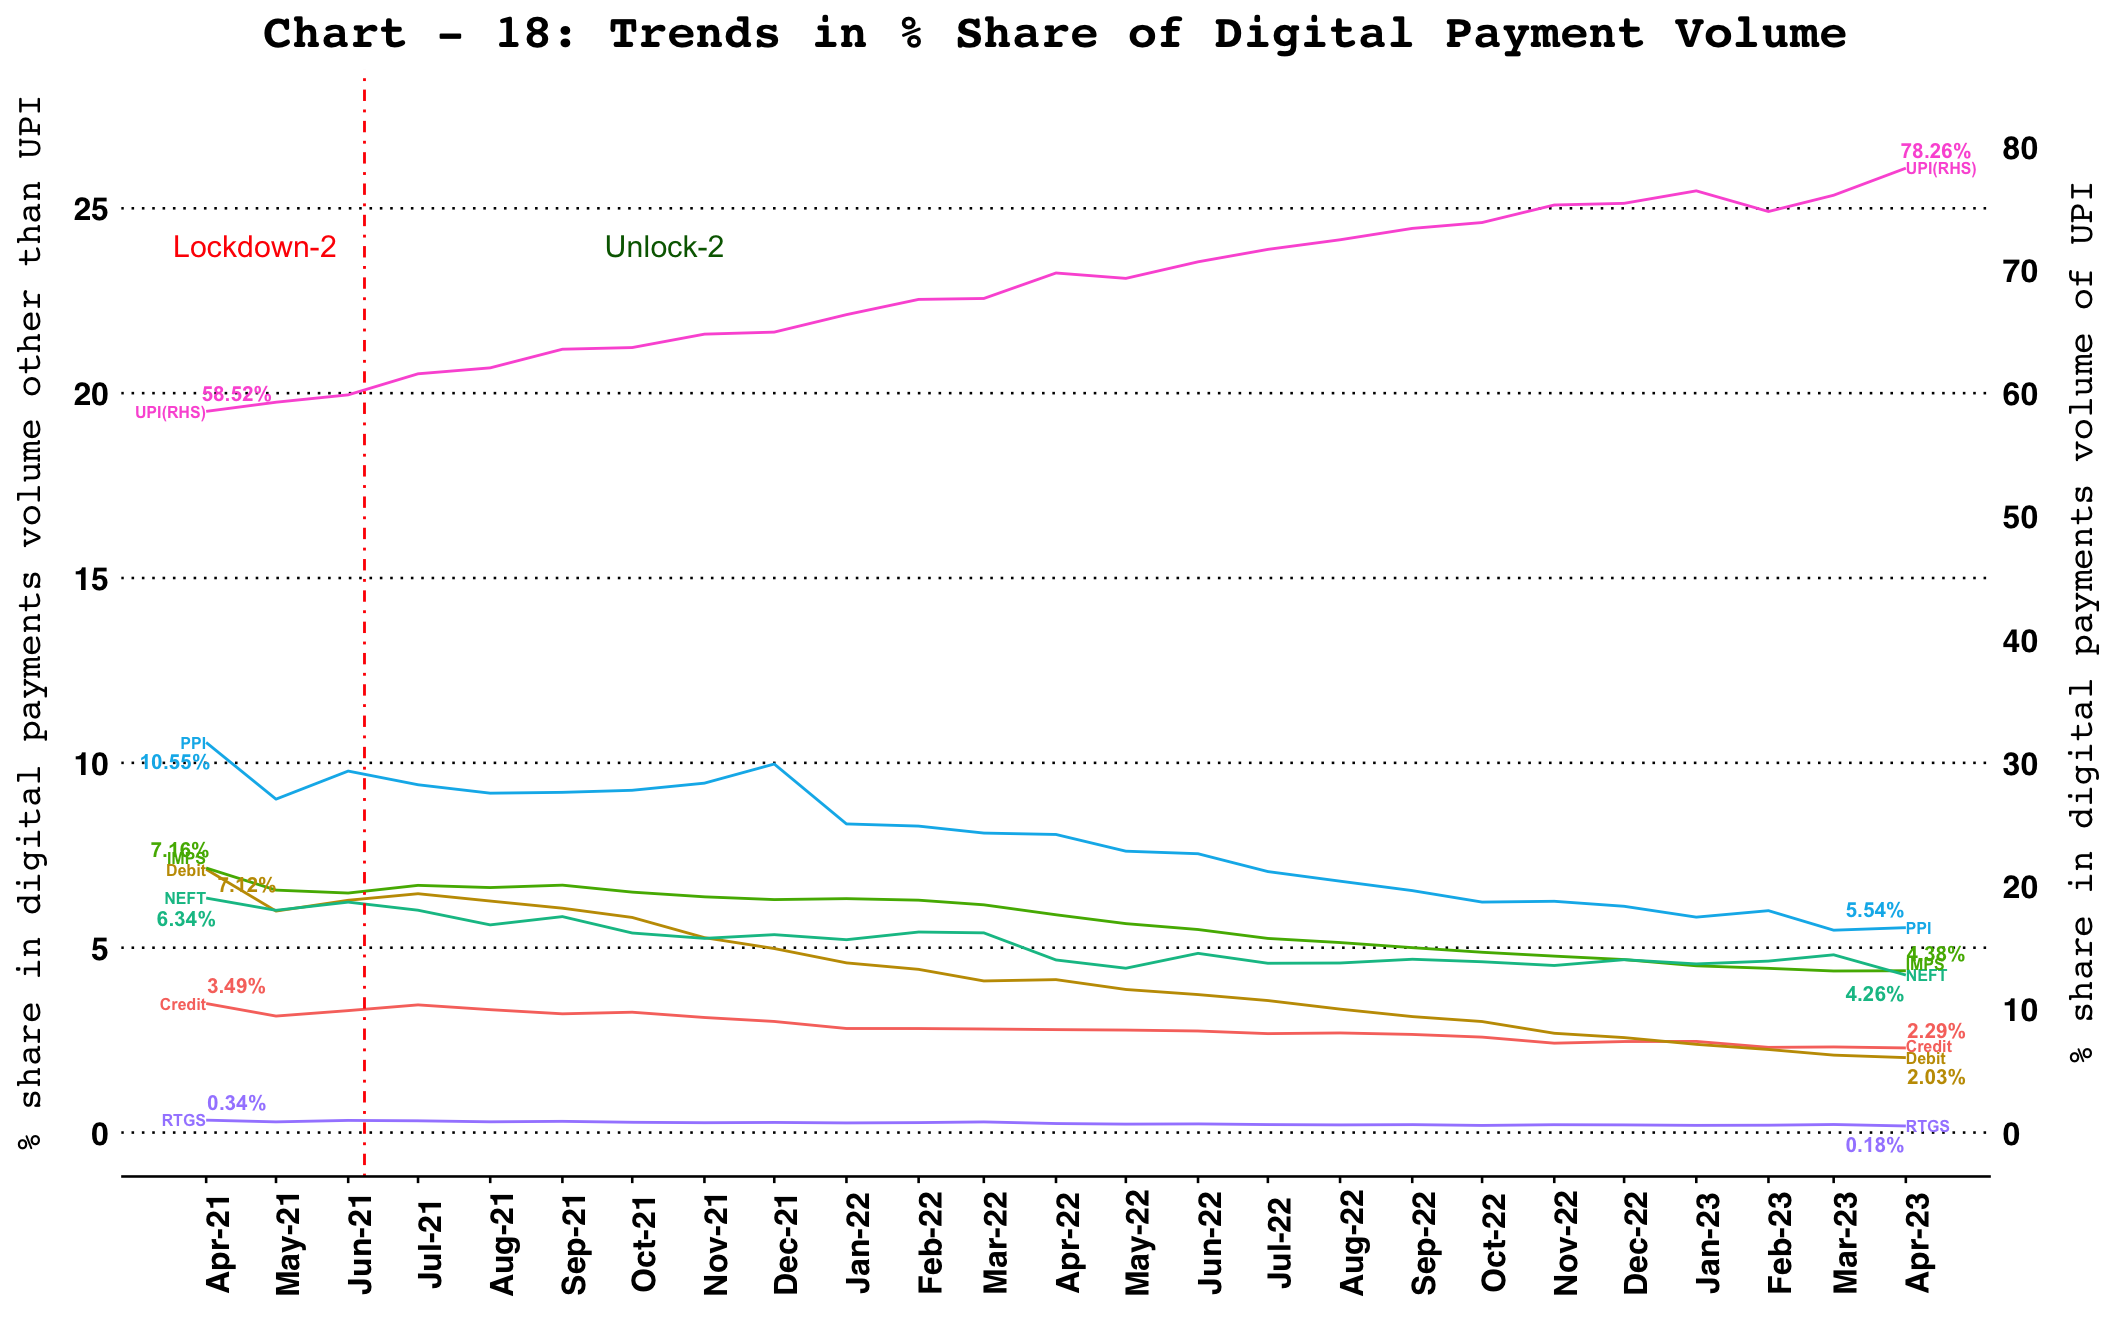 Chart - 18: Trends in % Share of Digital Payment Volume
% share in digital payments volume other than UPI
25
20
15
10
5
0
Lockdown-2
Unlock-2
58.52%
UPI(RHS)
78.26%
UPI(RHS)
PPI
10.55%
7.16%
IMPS
Debit
7.12%
NEFT
6.34%
3.49%
Credit
0.34%
RTGS
5.54%
PPI
4.38%
IMPS
NEFT
4.26%
2.29%
Credit
Debit
2.03%
RTGS
0.18%
80
70
60
50
40
30
20
10
0
% share in digital payments volume of UPI
Apr-21
May-21
Jun-21
Jul-21
Aug-21
Sep-21
Oct-21
Nov-21
Dec-21
Jan-22
Feb-22
Mar-22
Apr-22
May-22
Jun-22
Jul-22
Aug-22
Sep-22
Oct-22
Nov-22
Dec-22
Jan-23
Feb-23
Mar-23
Apr-23